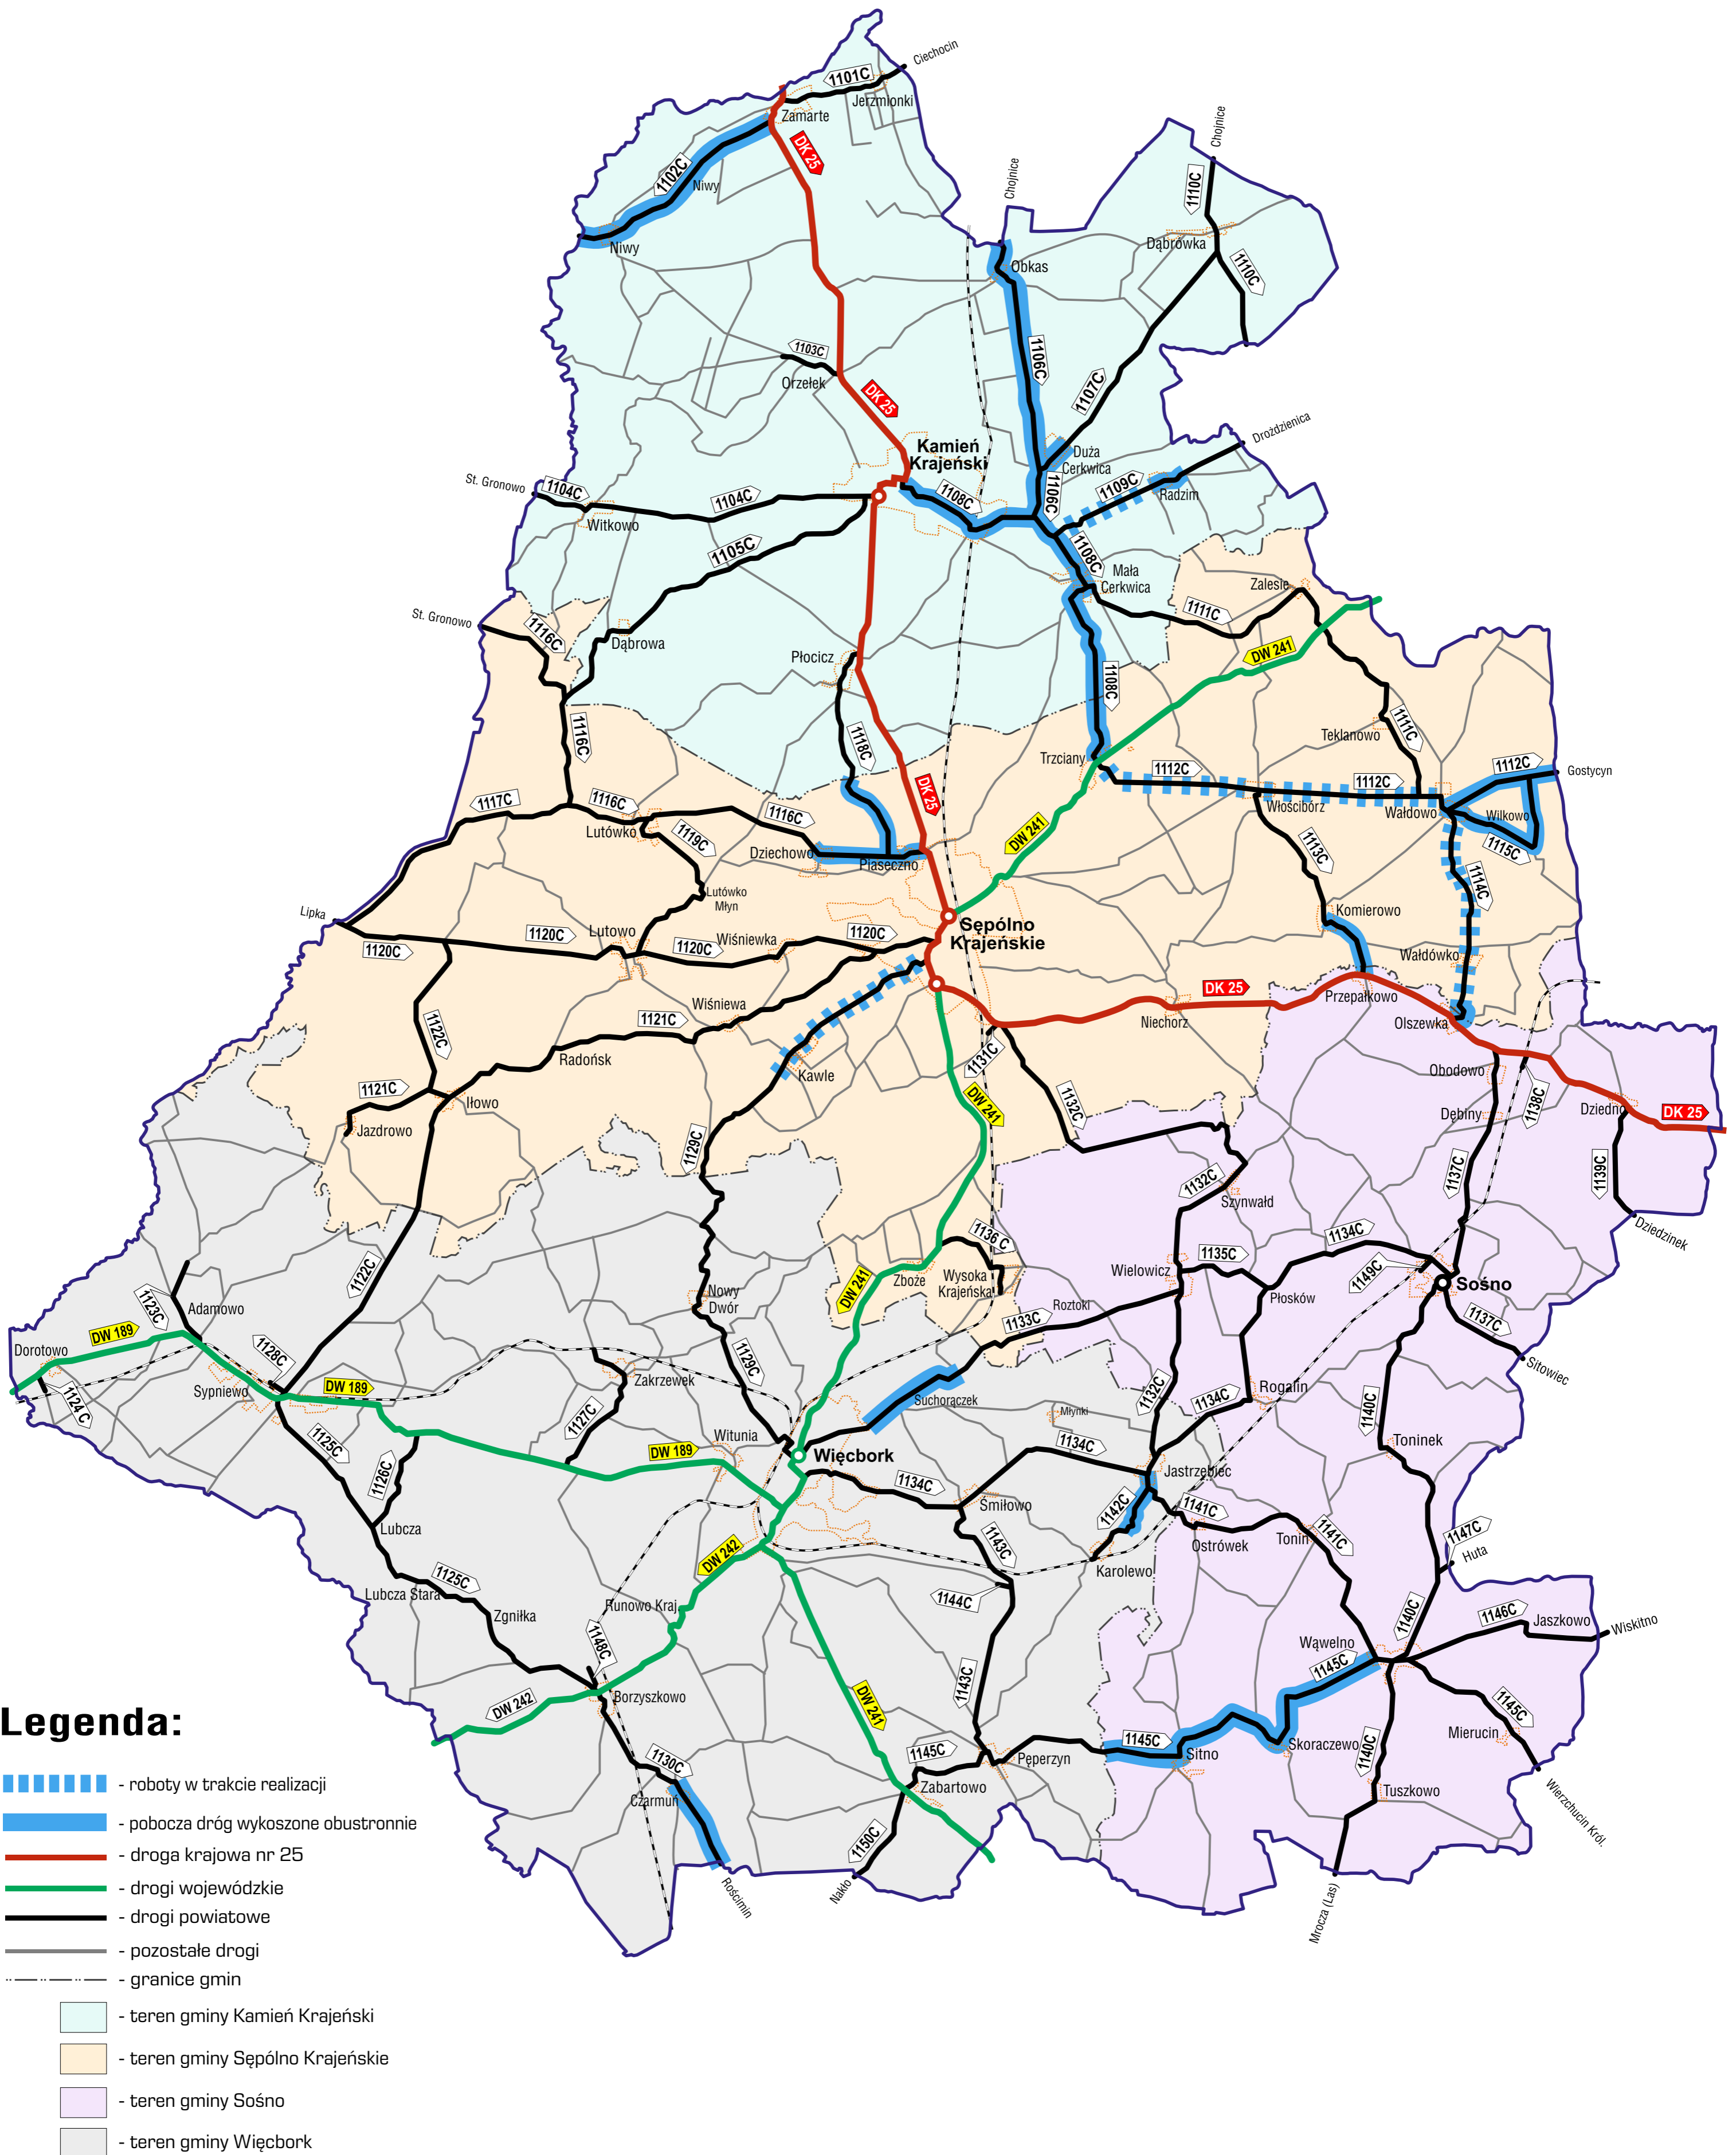 Ciechocin
1101C
Jerzmionki
Zamarte
DK 25
1102C
Niwy
Niwy
Chojnice
Chojnice
1110C
Dąbrówka
1110C
Obkas
1106C
1103C
Orzełek
DK 25
1107C
Kamień
Krajeński
Duża
Cerkwica
Drożdzienica
St. Gronowo
1104C
1104C
Witkowo
1108C
1106C
1109C
Radzim
1105C
1108C
Mała
Cerkwica
Zalesie
St. Gronowo
1116C
Dąbrowa
1111C
DW 241
Płocicz
1108C
1116C
1118C
Teklanowo
1111C
Trzciany
1112C
1112C
1112C
Gostycyn
DK 25
1117C
1116C
1116C
Lutówko
1119C
Włościbórz
Wałdowo
Wilkowo
DW 241
Dziechowo
Piaseczno
1113C
1115C
1114C
Lutówko
Młyn
Lipka
Komierowo
1120C
1120C
Lutowo
1120C
Wiśniewka
1120C
Sępólno
Krajeńskie
Wałdówko
DK 25
Przepałkowo
Wiśniewa
1121C
Niechorz
Olszewka
1122C
Radońsk
1131C
Kawle
Obodowo
1121C
Iłowo
Jazdrowo
DW 241
1132C
Dębiny
1138C
Dziedno
DK 25
1129C
1137C
1139C
1132C
Szynwałd
Dziedzinek
1136 C
1134C
1135C
Wielowicz
1149C
Sośno
Płosków
1122C
Zboże
Wysoka
Krajeńska
DW 241
Nowy
Dwór
Roztoki
1133C
1137C
Sitowiec
1123C
Adamowo
DW 189
Dorotowo
1128C
1129C
1124 C
Sypniewo
DW 189
Zakrzewek
Suchorączek
1132C
Rogalin
1134C
Młynki
1140C
1127C
1125C
1126C
DW 189
Witunia
Więcbork
1134C
1134C
Toninek
Jastrzębiec
Śmiłowo
1142C
1141C
Ostrówek
Tonin
1141C
1147C
Huta
Lubcza
1143C
Karolewo
DW 242
1125C
Lubcza Stara
Zgniłka
Runowo Kraj.
1144C
1140C
1146C
Jaszkowo
Wiskitno
1148C
Wąwelno
1145C
1143C
Borzyszkowo
DW 242
DW 241
1145C
Mierucin
1145C
Sitno
Skoraczewo
1140C
1145C
Pęperzyn
1130C
Czarmuń
Zabartowo
Tuszkowo
Wierzchucin Król.
1150C
Nakło
Rościmin
Mrocza (Las)
Legenda:
- roboty w trakcie realizacji
- pobocza dróg wykoszone obustronnie
- droga krajowa nr 25
- drogi wojewódzkie
- drogi powiatowe
- pozostałe drogi
- granice gmin
- teren gminy Kamień Krajeński
- teren gminy Sępólno Krajeńskie
- teren gminy Sośno
- teren gminy Więcbork